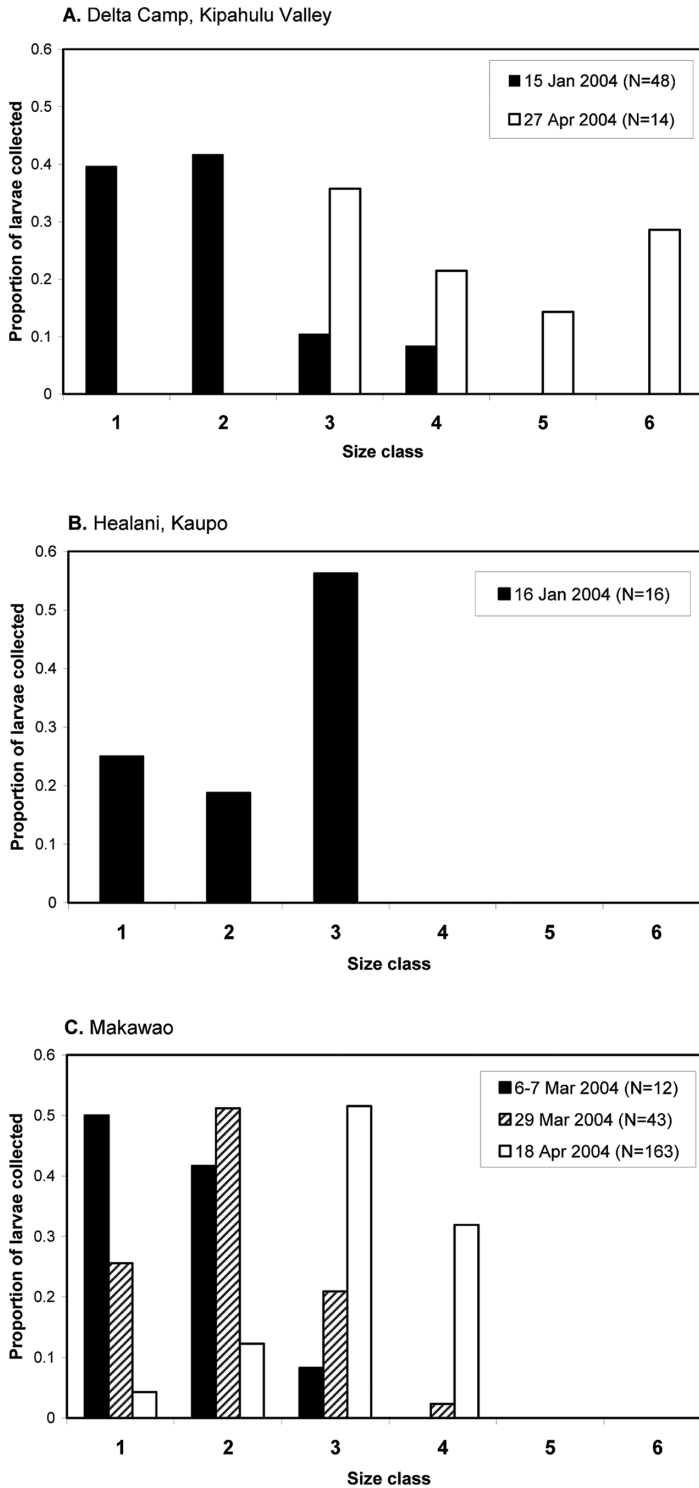 A. Delta Camp, Kipahulu Valley
0.6
0.5
0.4
0.3
0.2
0.1
0
Proportion of larvae collected
15 Jan 2004 (N=48)
27 Apr 2004 (N=14)
1 2 3 4 5 6
Size class
B. Healani, Kaupo
0.6
0.5
0.4
0.3
0.2
0.1
0
Proportion of larvae collected
16 Jan 2004 (N=16)
1 2 3 4 5 6
Size class
C. Makawao
0.6
0.5
0.4
0.3
0.2
0.1
0
Proportion of larvae collected
6-7 Mar 2004 (N=12)
29 Mar 2004 (N=43)
18 Apr 2004 (N=163)
1 2 3 4 5 6
Size class